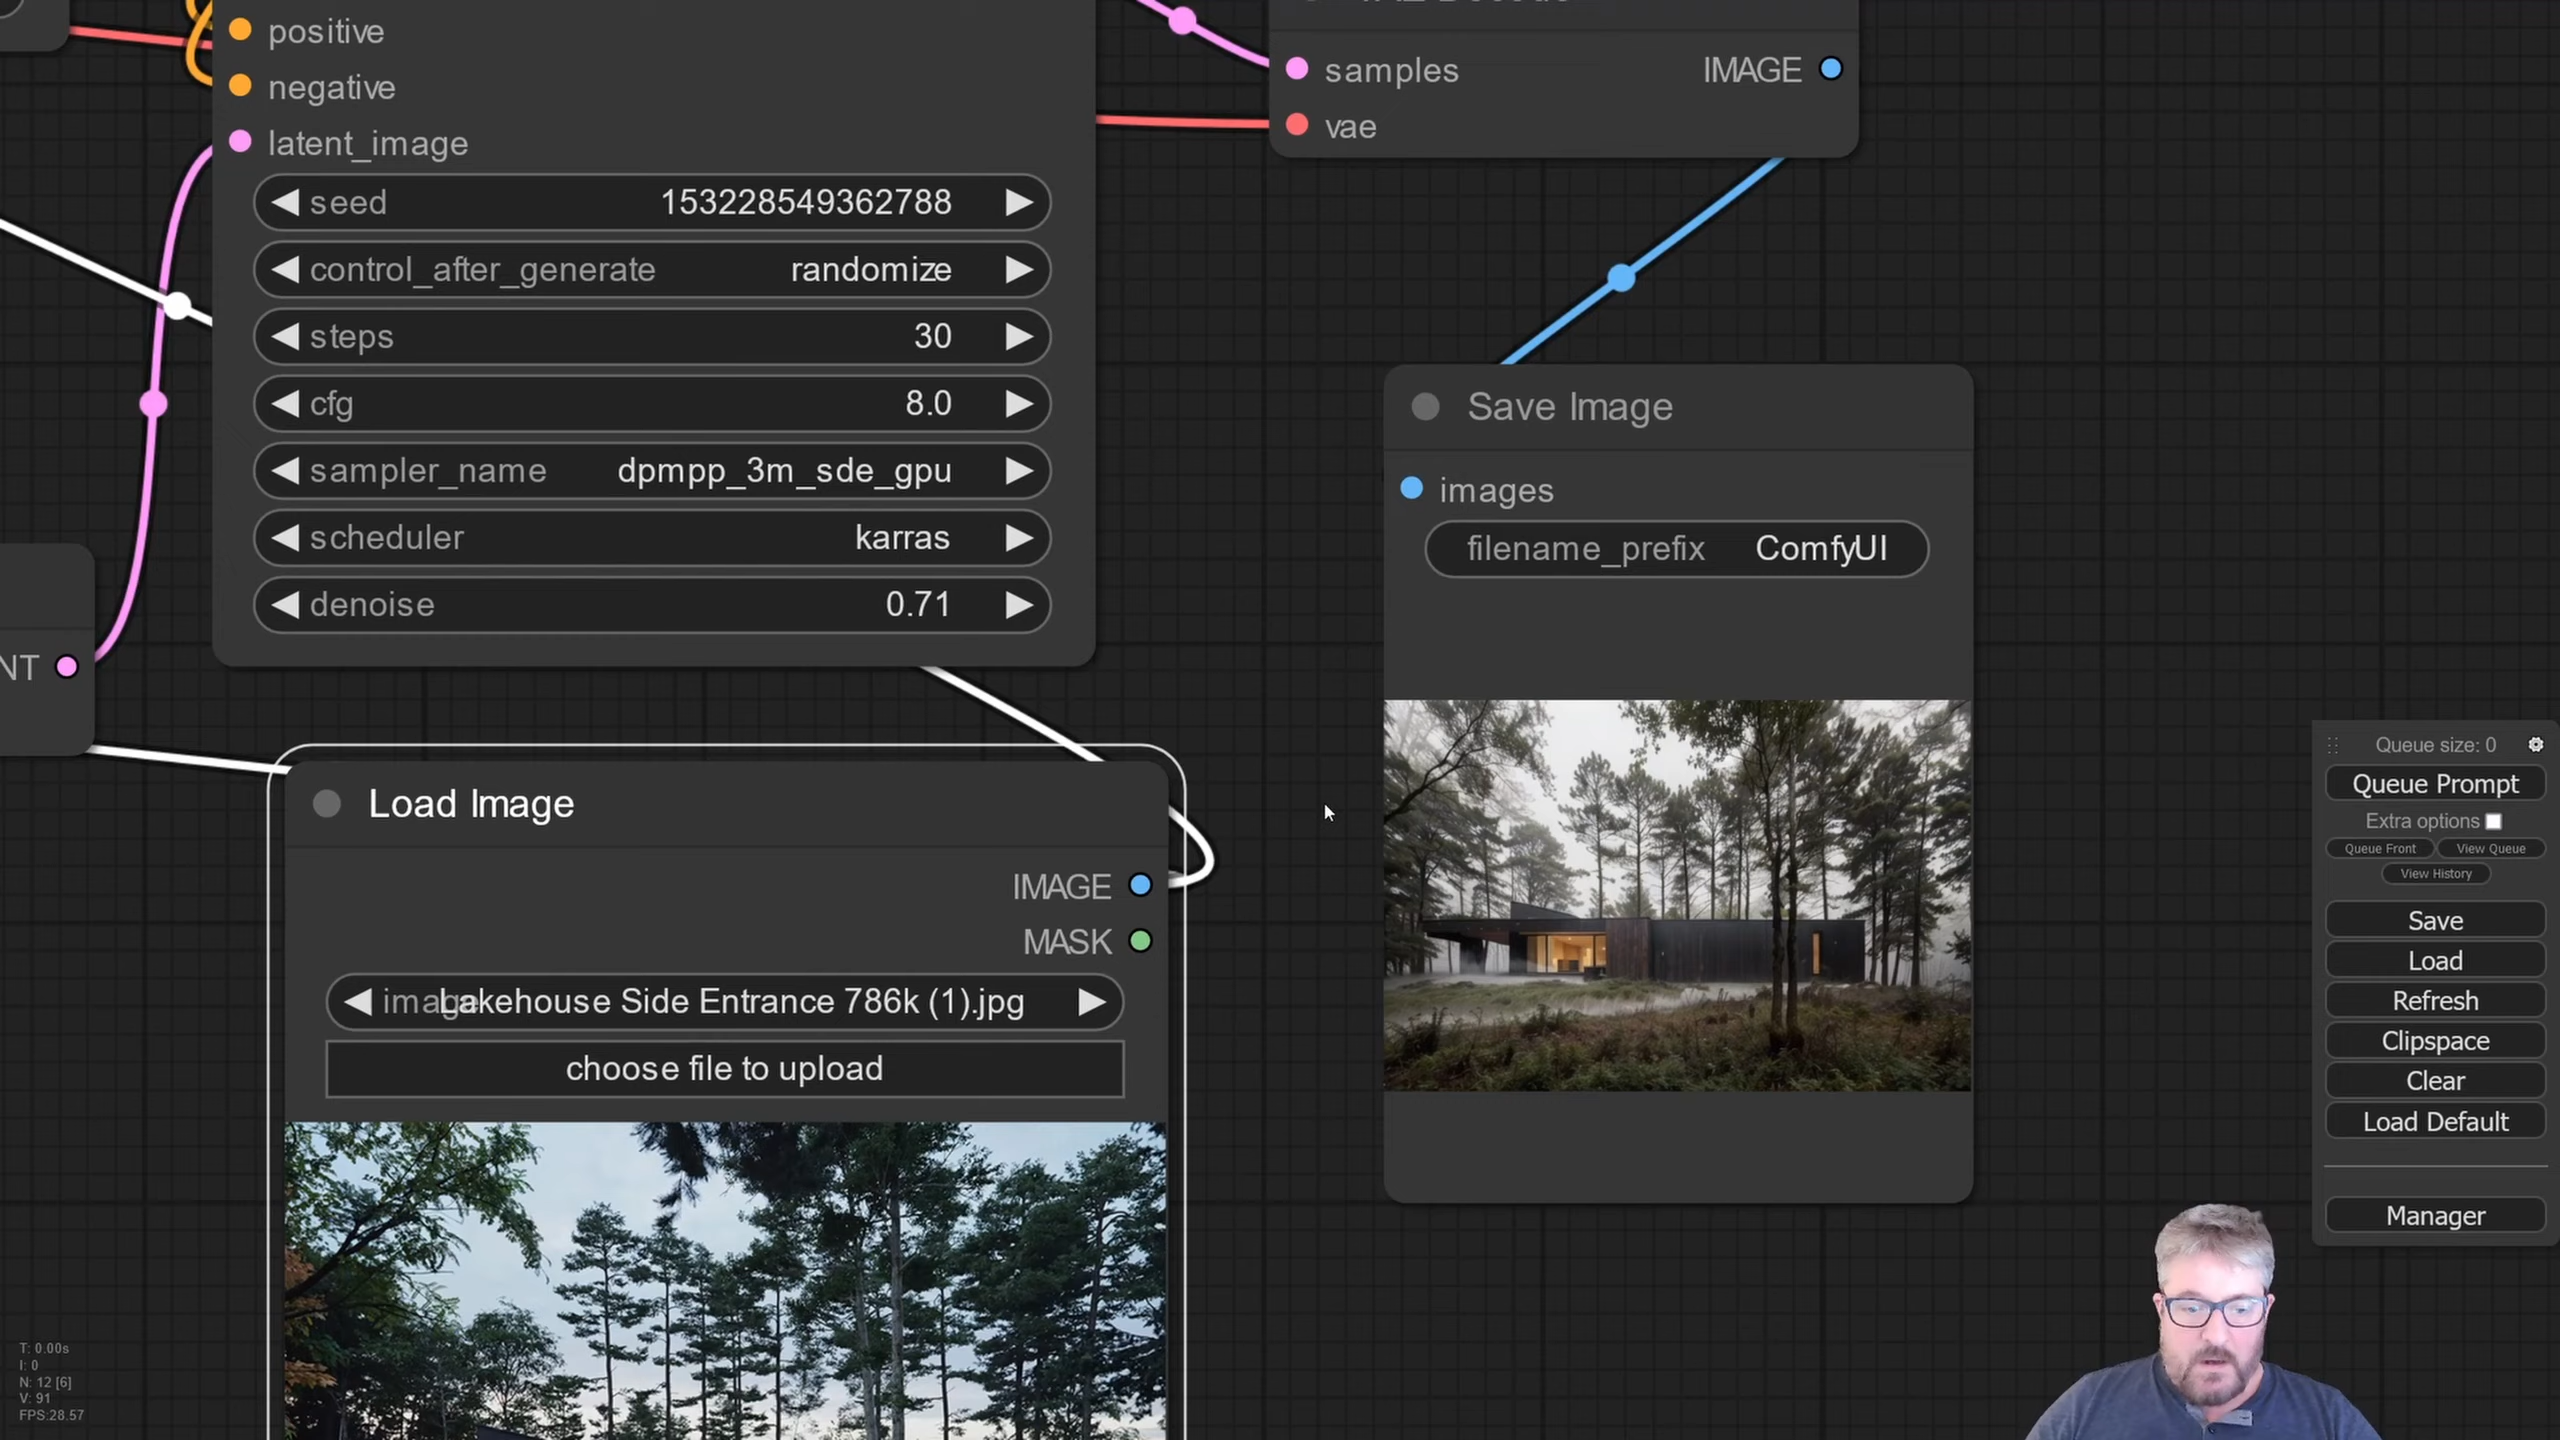 positive
negative
latent_image
seed 153228549362788
control_after_generate randomize
steps 30
cfg 8.0
sampler_name dpmpp_3m_sde_gpu
scheduler karras
denoise 0.71
samples IMAGE
vae
Save Image
images
filename_prefix ComfyUI
NT
Load Image
IMAGE
MASK
image Lakehouse Side Entrance 786k (1).jpg
choose file to upload
Queue size: 0
Queue Prompt
Extra options
Queue Front View Queue
View History
Save
Load
Refresh
Clipspace
Clear
Load Default
Manager
T: 0.00s
I: 0
N: 12 [6]
V: 91
FPS:28.57